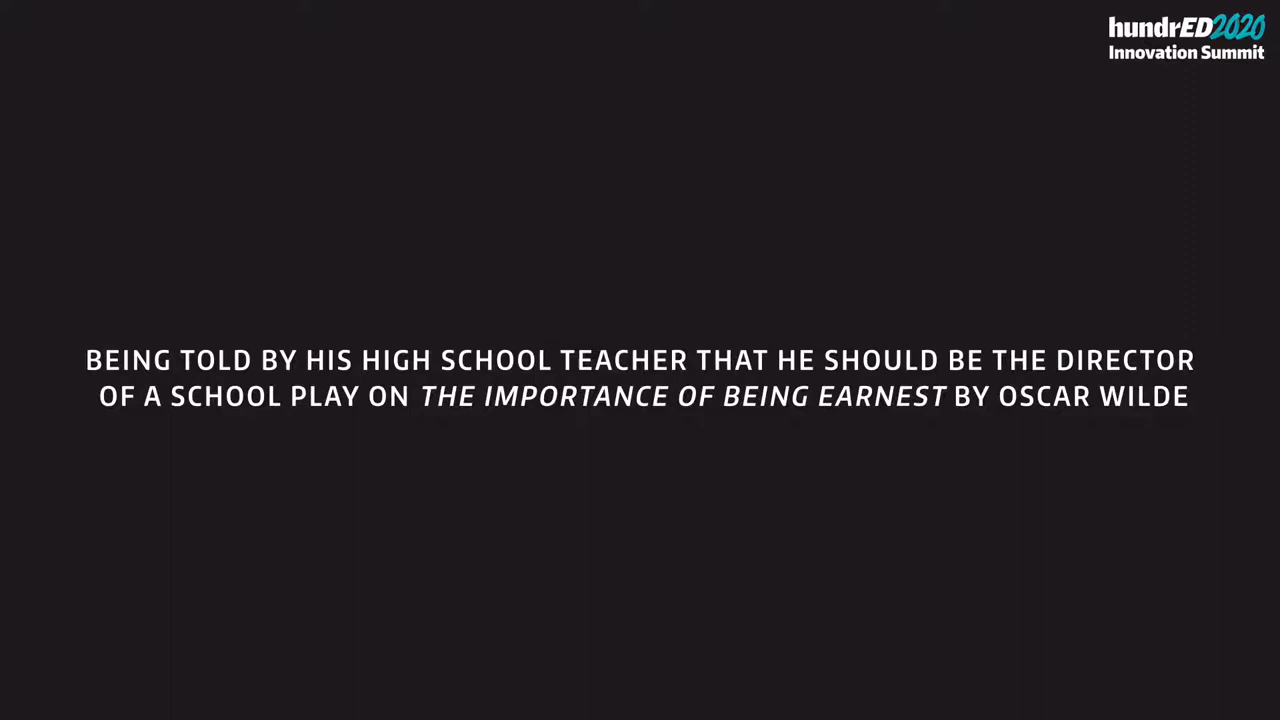 hundrED2020
Innovation Summit
BEING TOLD BY HIS HIGH SCHOOL TEACHER THAT HE SHOULD BE THE DIRECTOR
OF A SCHOOL PLAY ON THE IMPORTANCE OF BEING EARNEST BY OSCAR WILDE